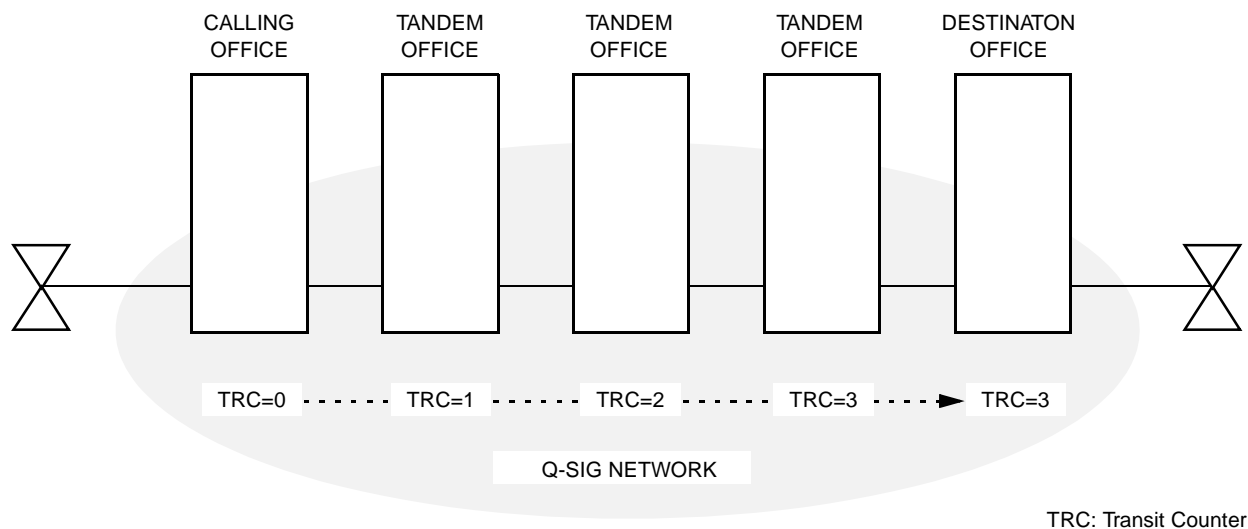 CALLING
OFFICE
TANDEM
OFFICE
TANDEM
OFFICE
TANDEM
OFFICE
DESTINATON
OFFICE
TRC=0
TRC=1
TRC=2
TRC=3
TRC=3
Q-SIG NETWORK
TRC: Transit Counter